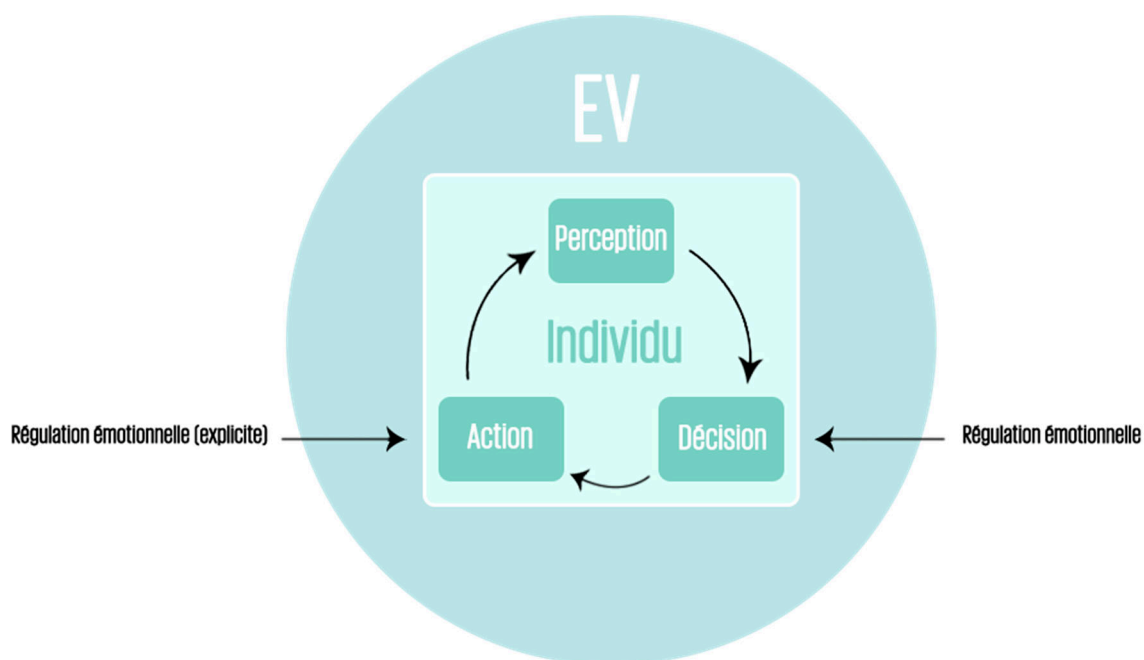 EV
Perception
Individu
Action
Décision
Régulation émotionnelle (explicite)
Régulation émotionnelle